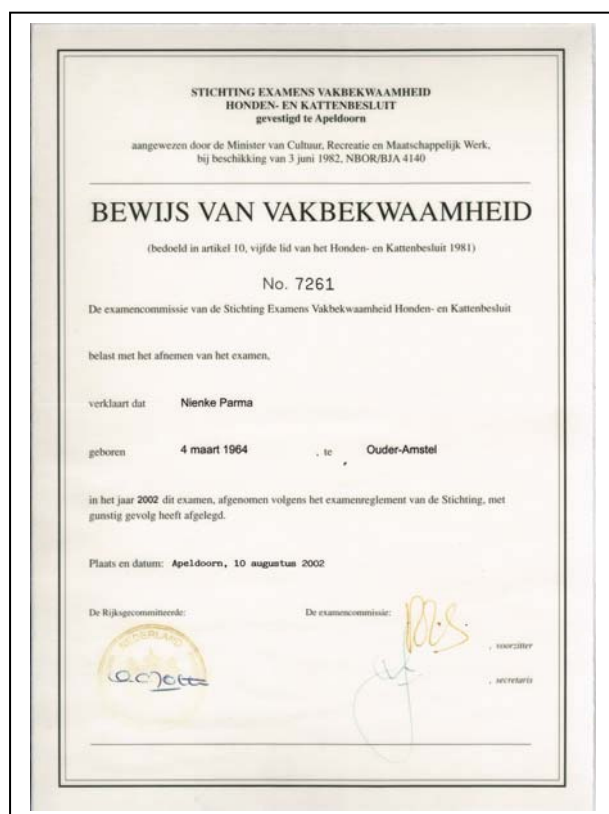 STICHTING EXAMENS VAKBEKWAAMHEID
HONDEN- EN KATTENBESLUIT
gevestigd te Apeldoorn
aangewezen door de Minister van Cultuur, Recreatie en Maatschappelijk Werk,
bij beschikking van 3 juni 1982, NBOR/BJA 4140
BEWIJS VAN VAKBEKWAAMHEID
(bedoeld in artikel 10, vijfde lid van het Honden- en Kattenbesluit 1981)
No. 7261
De examencommissie van de Stichting Examens Vakbekwaamheid Honden- en Kattenbesluit
belast met het afnemen van het examen,
verklaart dat Nienke Parma
geboren 4 maart 1964 , te Ouder-Amstel
in het jaar 2002 dit examen, afgenomen volgens het examenreglement van de Stichting, met
gunstig gevolg heeft afgelegd.
Plaats en datum: Apeldoorn, 10 augustus 2002
De Rijksgecommitteerde: De examencommissie:
NEDERLAND
, voorzitter
, secretaris